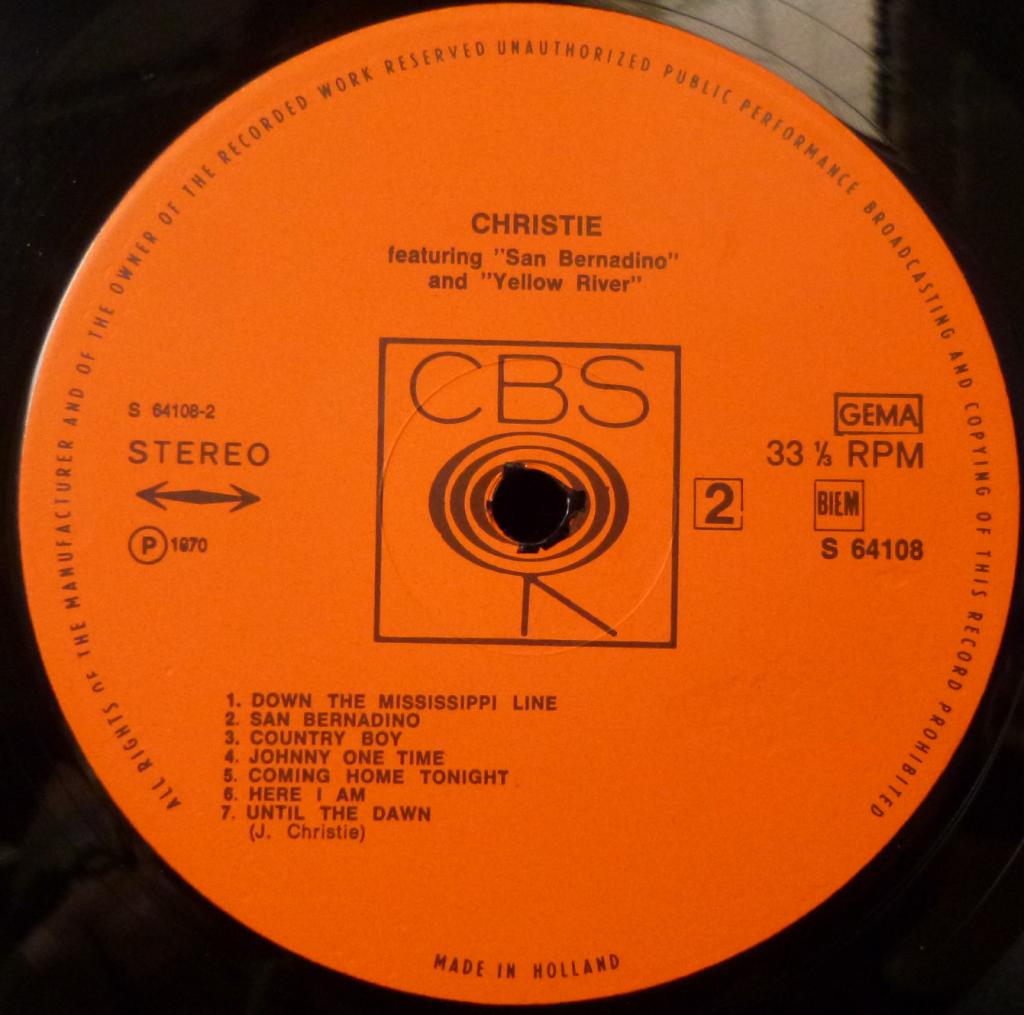 ALL RIGHTS OF THE MANUFACTURER AND OF THE OWNER OF THE RECORDED WORK RESERVED UNAUTHORIZED PUBLIC PERFORMANCE BROADCASTING AND COPYING OF THIS RECORD PROHIBITED
CHRISTIE
featuring "San Bernadino"
and "Yellow River"
CBS
S 64108-2
STEREO
P 1970
2
GEMA
33 ⅓ RPM
BIEM
S 64108
1. DOWN THE MISSISSIPPI LINE
2. SAN BERNADINO
3. COUNTRY BOY
4. JOHNNY ONE TIME
5. COMING HOME TONIGHT
6. HERE I AM
7. UNTIL THE DAWN
(J. Christie)
MADE IN HOLLAND